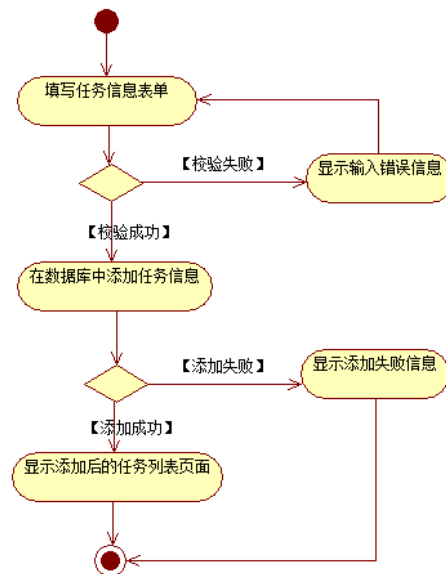 填写任务信息表单
【校验失败】
显示输入错误信息
【校验成功】
在数据库中添加任务信息
【添加失败】
显示添加失败信息
【添加成功】
显示添加后的任务列表页面